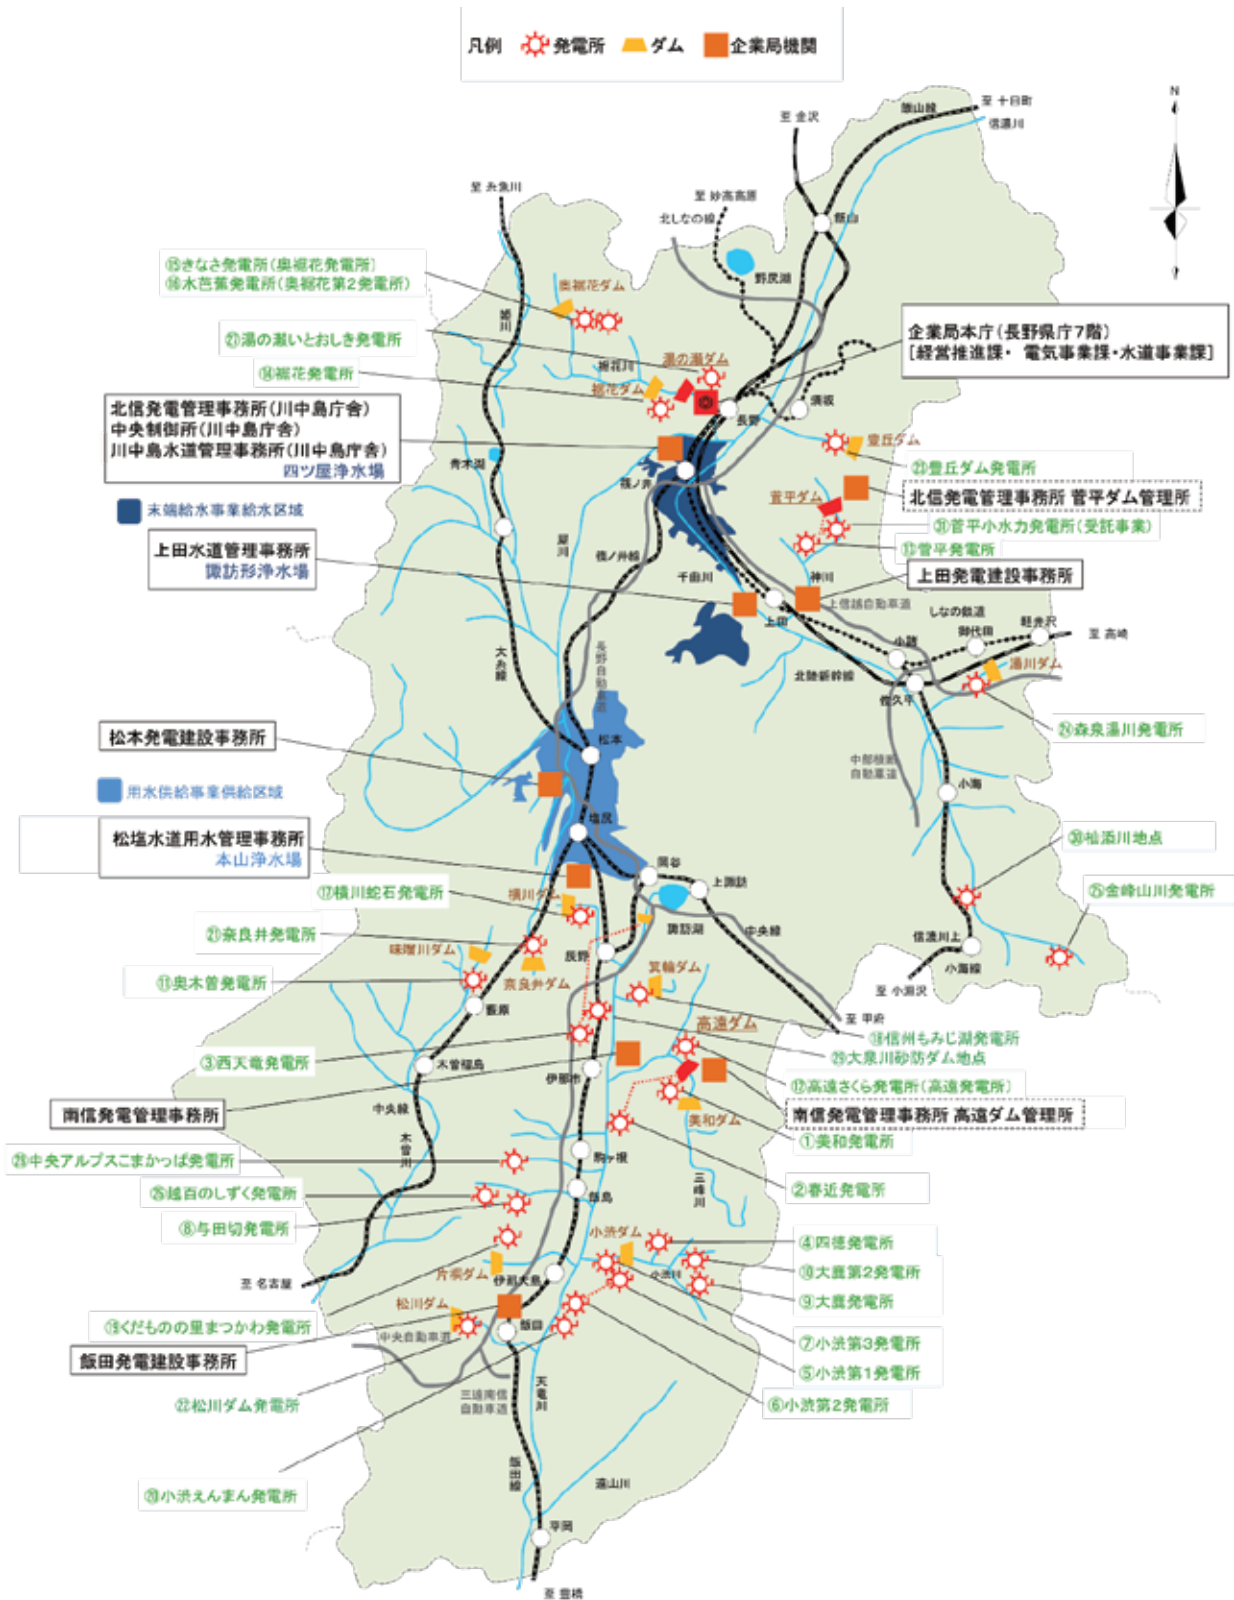 凡例 発電所 ダム 企業局機関
N
至 十日町
飯山線
信濃川
至 金沢
至 糸魚川
至 妙高高原
北しなの線
飯山
⑮きなさ発電所(奥裾花発電所)
⑯水芭蕉発電所(奥裾花第2発電所)
野尻湖
奥裾花ダム
姫川
㉗湯の瀬いとおしき発電所
企業局本庁(長野県庁7階)
[経営推進課・ 電気事業課・水道事業課]
湯の瀬ダム
裾花川
⑭裾花発電所
裾花ダム
須坂
長野
北信発電管理事務所(川中島庁舎)
中央制御所(川中島庁舎)
川中島水道管理事務所(川中島庁舎)
四ツ屋浄水場
豊丘ダム
㉓豊丘ダム発電所
青木湖
篠ノ井
菅平ダム
北信発電管理事務所 菅平ダム管理所
末端給水事業給水区域
㉛菅平小水力発電所(受託事業)
犀川
篠ノ井線
⑬菅平発電所
上田水道管理事務所
諏訪形浄水場
千曲川
神川
上田発電建設事務所
上信越自動車道
しなの鉄道
上田
軽井沢
御代田
至 高崎
小諸
湯川ダム
大糸線
長野自動車道
北陸新幹線
佐久平
㉔森泉湯川発電所
松本発電建設事務所
松本
中部横断
自動車道
用水供給事業供給区域
小海
塩尻
松塩水道用水管理事務所
本山浄水場
㉚杣添川地点
岡谷
上諏訪
⑰横川蛇石発電所
横川ダム
㉕金峰山川発電所
諏訪湖
中央線
㉑奈良井発電所
味噌川ダム
辰野
信濃川上
小海線
箕輪ダム
⑪奥木曽発電所
奈良井ダム
至 小淵沢
藪原
至 甲府
高遠ダム
⑱信州もみじ湖発電所
㉙大泉川砂防ダム地点
③西天竜発電所
木曽福島
伊那市
⑫高遠さくら発電所(高遠発電所)
南信発電管理事務所
中央線
南信発電管理事務所 高遠ダム管理所
美和ダム
①美和発電所
木曽川
㉘中央アルプスこまかっぱ発電所
駒ヶ根
三峰川
②春近発電所
㉖越百のしずく発電所
飯島
⑧与田切発電所
小渋ダム
④四徳発電所
片桐ダム
伊那大島
小渋川
⑩大鹿第2発電所
至 名古屋
⑨大鹿発電所
松川ダム
⑲くだものの里まつかわ発電所
飯田
中央自動車道
⑦小渋第3発電所
飯田発電建設事務所
⑤小渋第1発電所
㉒松川ダム発電所
三遠南信
自動車道
天竜川
⑥小渋第2発電所
飯田線
遠山川
⑳小渋えんまん発電所
平岡
至 豊橋